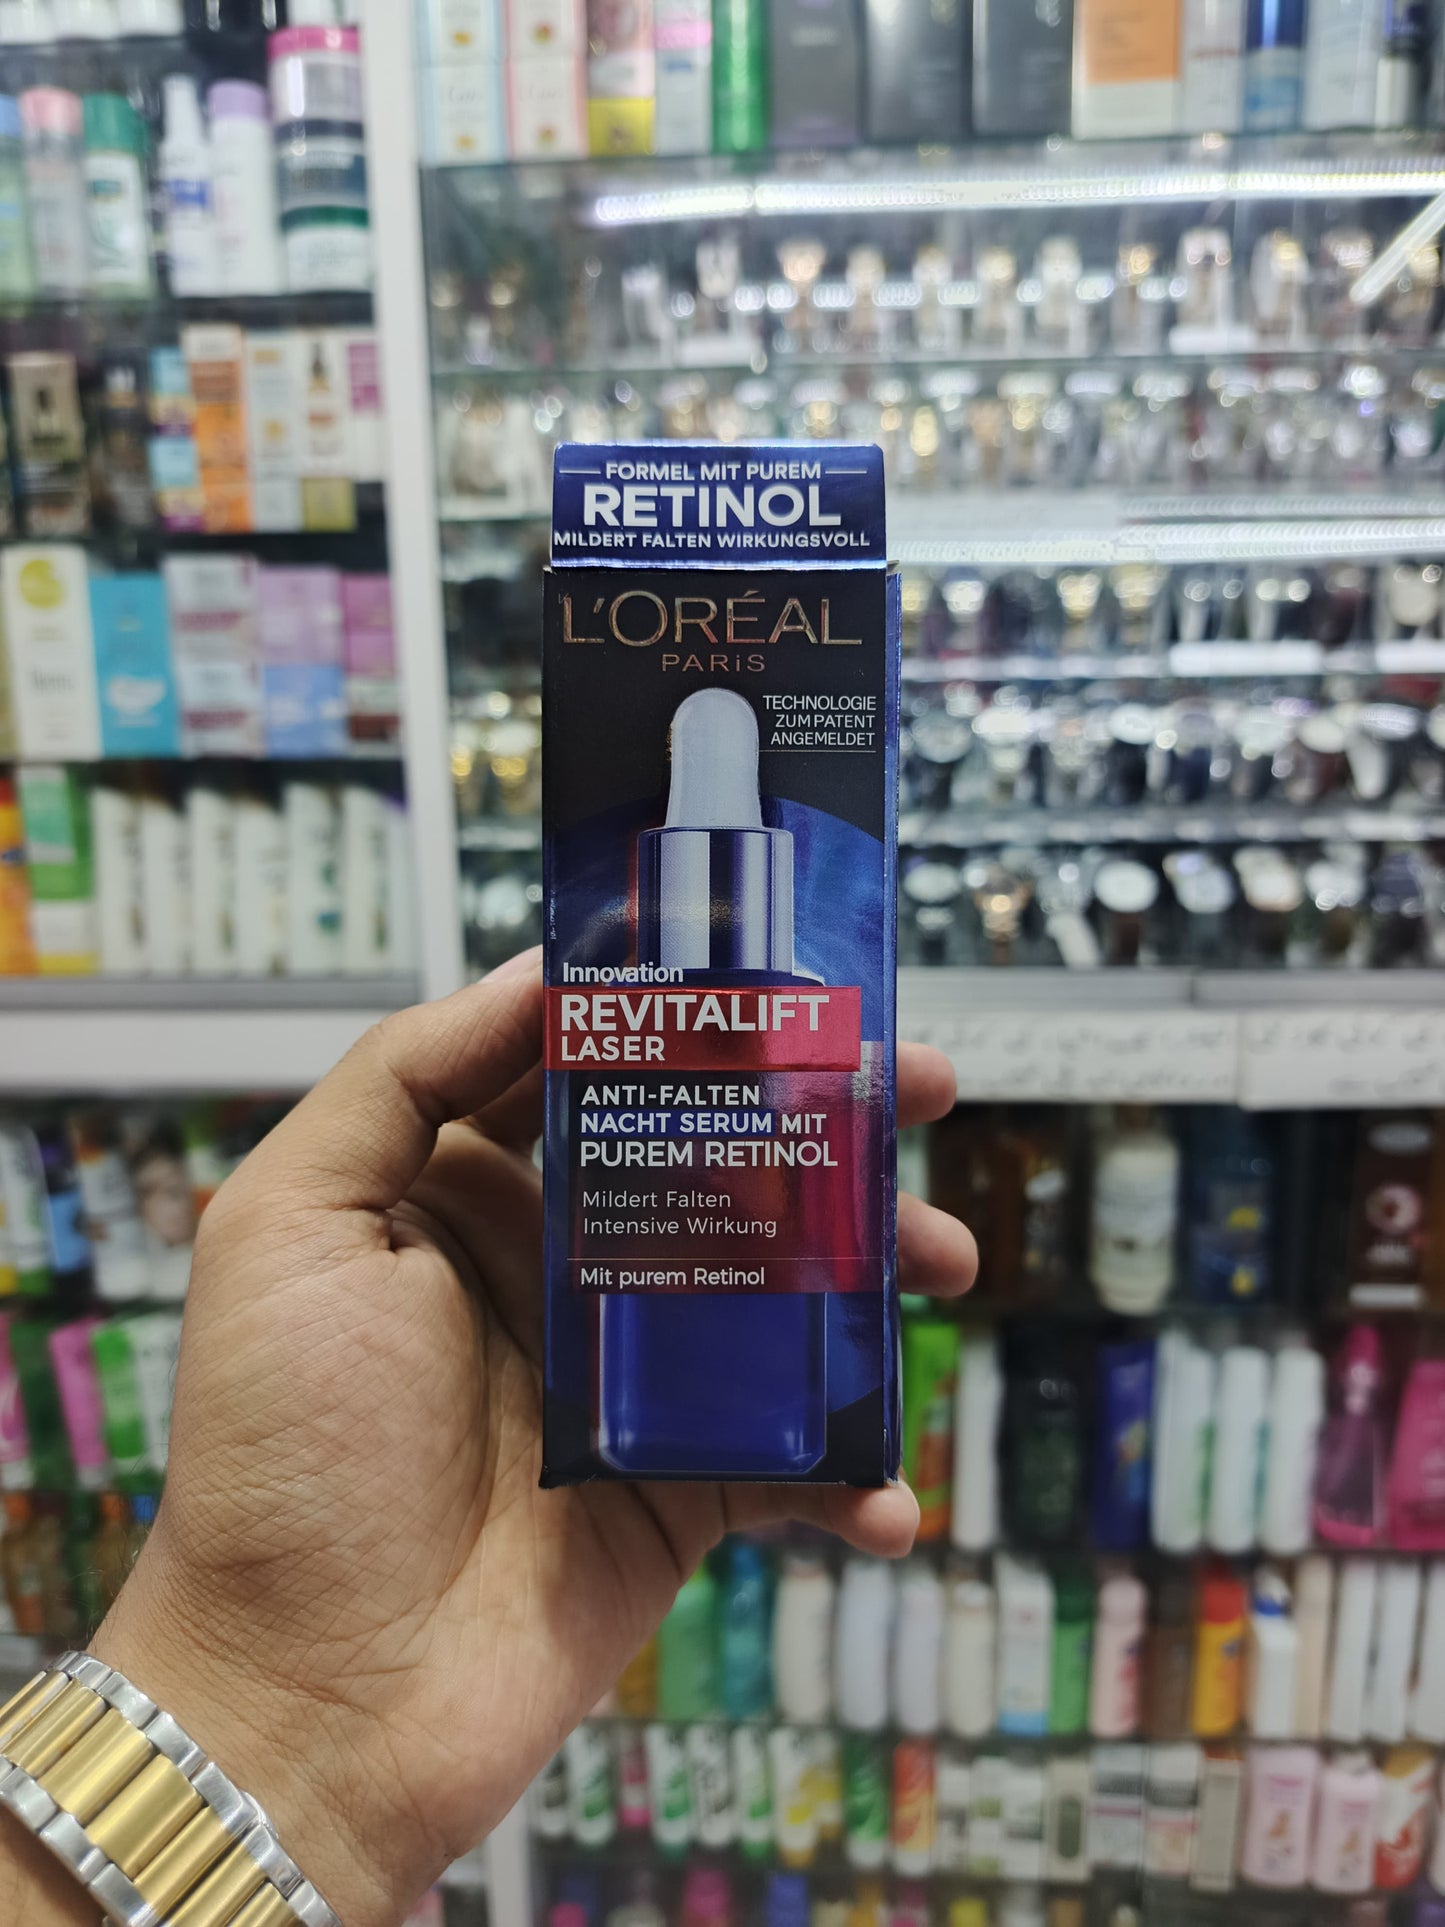 FORMEL MIT PUREM
RETINOL
MILDERT FALTEN WIRKUNGSVOLL
L'ORÉAL
PARiS
TECHNOLOGIE
ZUM PATENT
ANGEMELDET
Innovation
REVITALIFT
LASER
ANTI-FALTEN
NACHT SERUM MIT
PUREM RETINOL
Mildert Falten
Intensive Wirkung
Mit purem Retinol